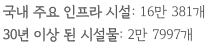 국내 주요 인프라 시설: 16만 381개
30년 이상 된 시설물: 2만 7997개